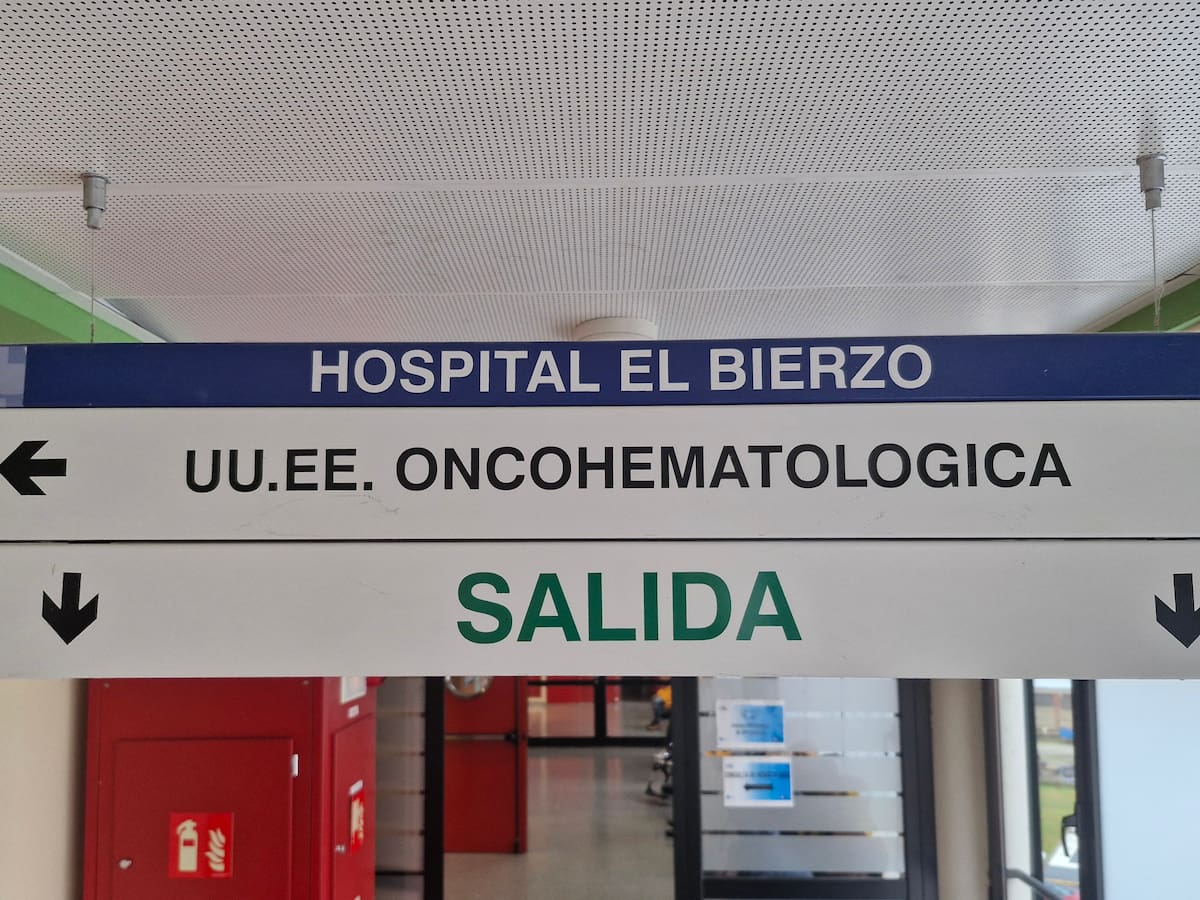 HOSPITAL EL BIERZO
UU.EE. ONCOHEMATOLOGICA
SALIDA